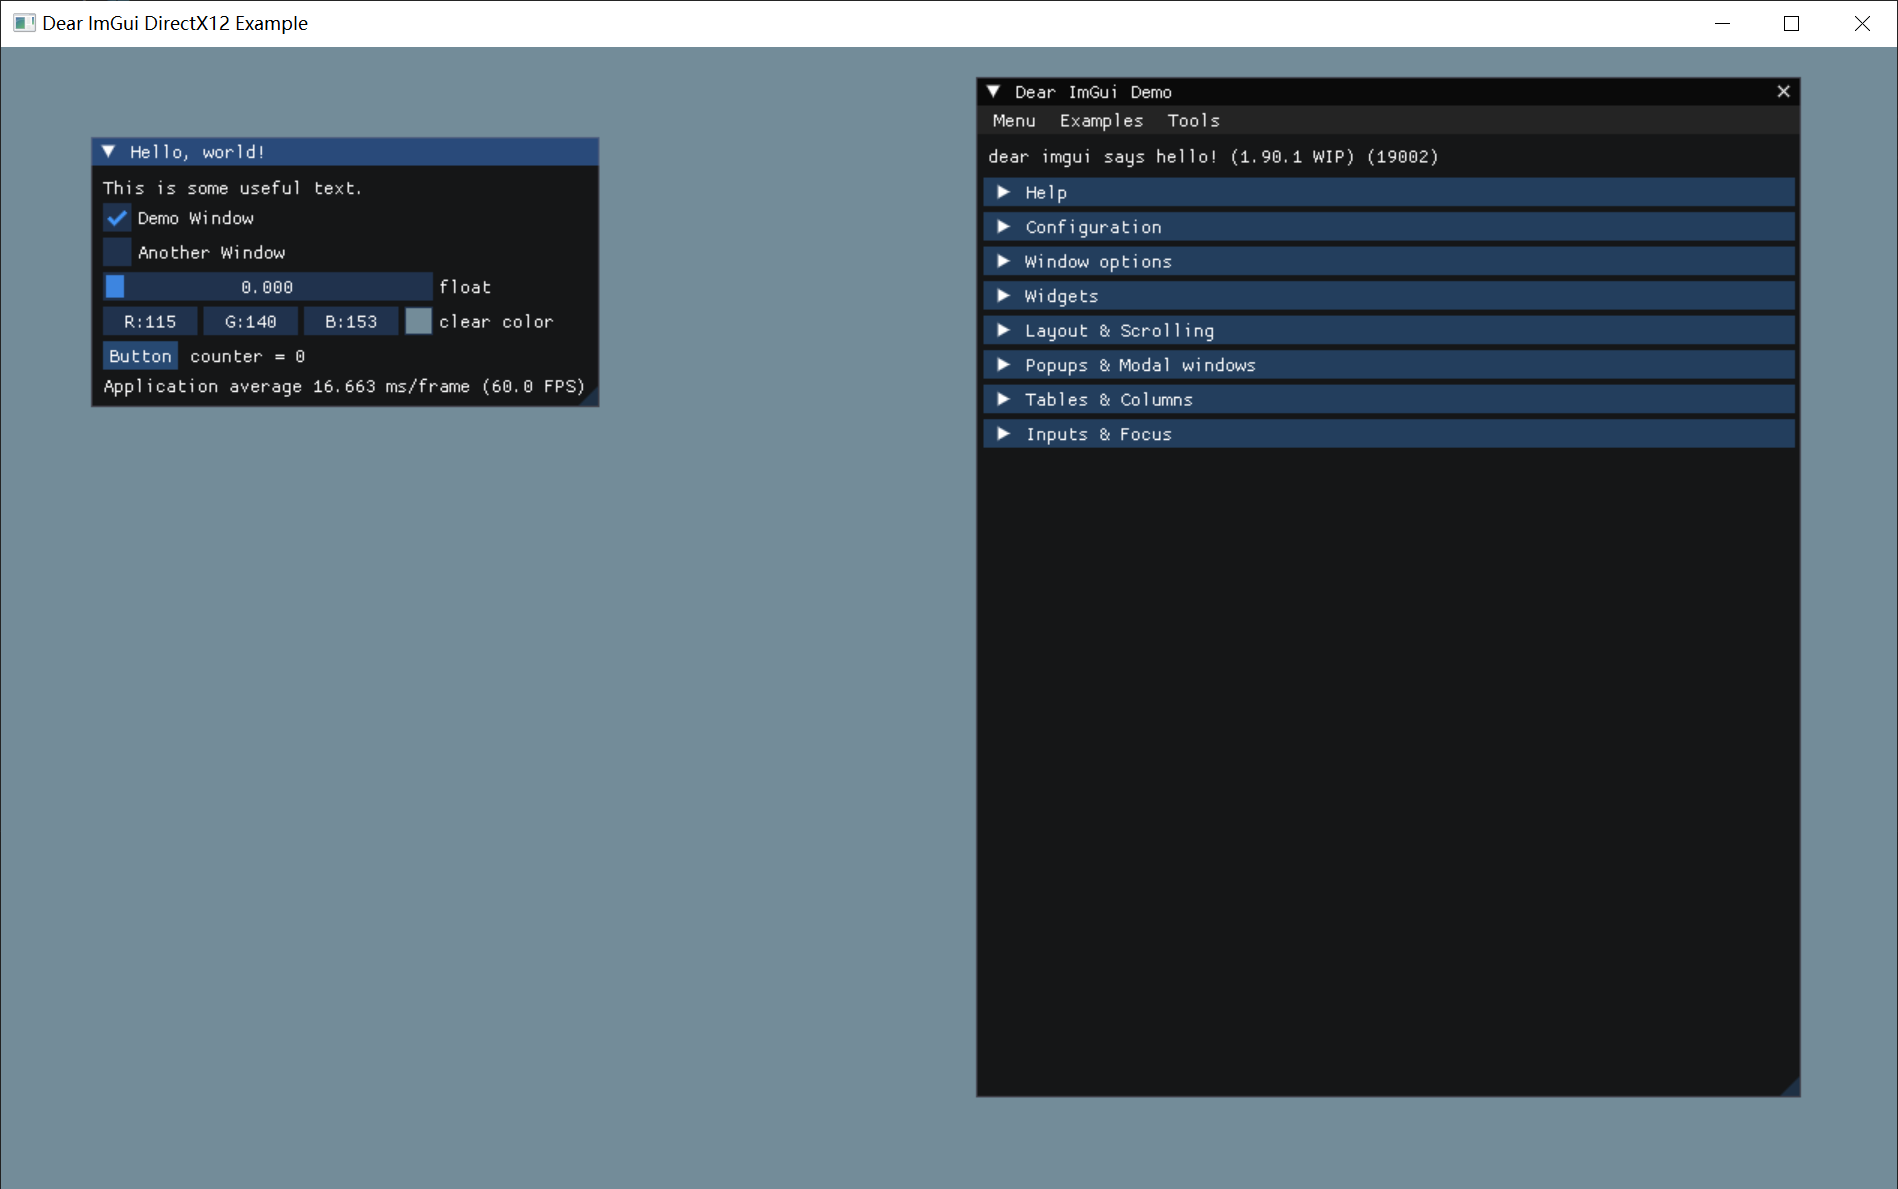 Dear ImGui DirectX12 Example
Hello, world!
This is some useful text.
Demo Window
Another Window
0.000 float
R:115 G:140 B:153 clear color
Button counter = 0
Application average 16.663 ms/frame (60.0 FPS)
Dear ImGui Demo
Menu Examples Tools
dear imgui says hello! (1.90.1 WIP) (19002)
Help
Configuration
Window options
Widgets
Layout & Scrolling
Popups & Modal windows
Tables & Columns
Inputs & Focus